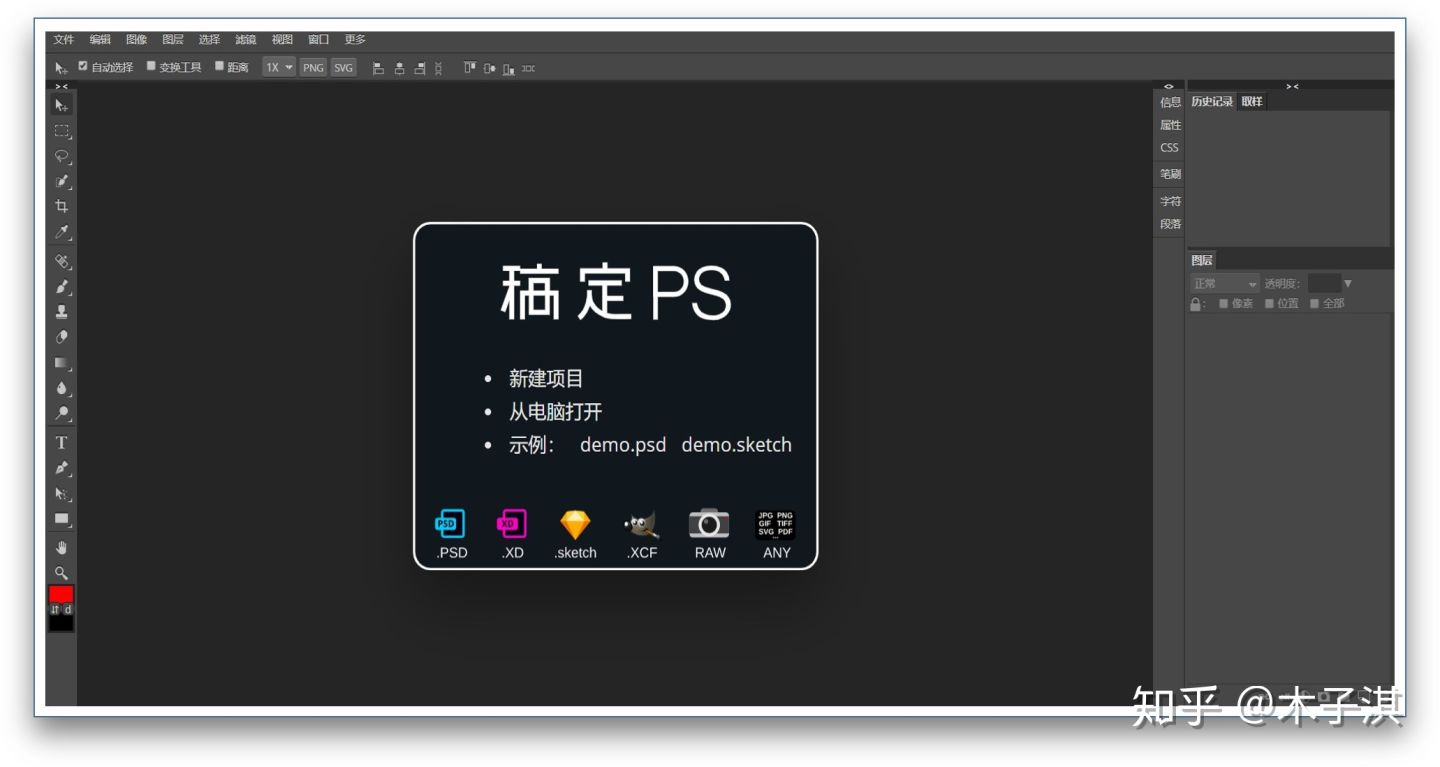 文件 编辑 图像 图层 选择 滤镜 视图 窗口 更多
自动选择 变换工具 距离 1X PNG SVG
信息
属性
CSS
笔刷
字符
段落
历史记录 取样
图层
正常 透明度:
: 像素 位置 全部
T
d
稿定PS
• 新建项目
• 从电脑打开
• 示例: demo.psd demo.sketch
PSD XD JPG PNG GIF TIFF SVG PDF ...
.PSD .XD .sketch .XCF RAW ANY
知乎 @木子淇